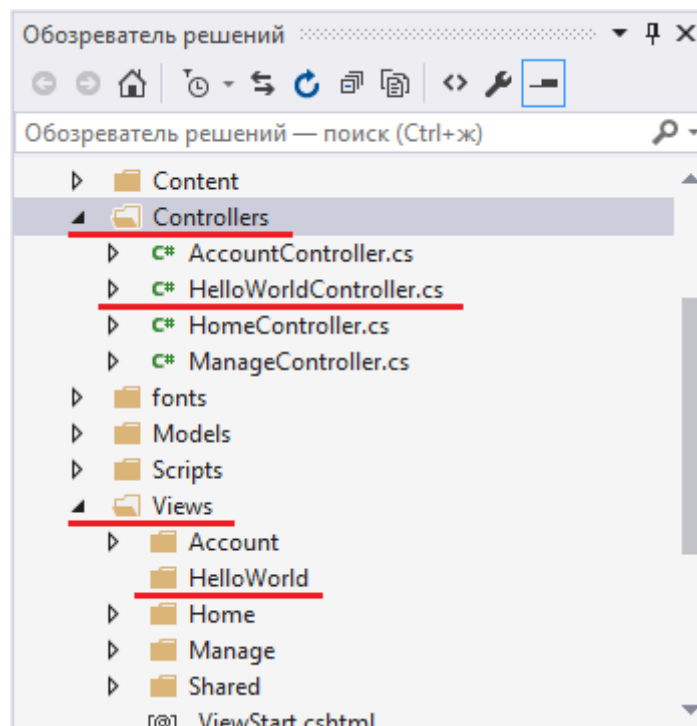 Обозреватель решений
Обозреватель решений — поиск (Ctrl+ж)
Content
Controllers
C# AccountController.cs
C# HelloWorldController.cs
C# HomeController.cs
C# ManageController.cs
fonts
Models
Scripts
Views
Account
HelloWorld
Home
Manage
Shared
[@] _ViewStart.cshtml